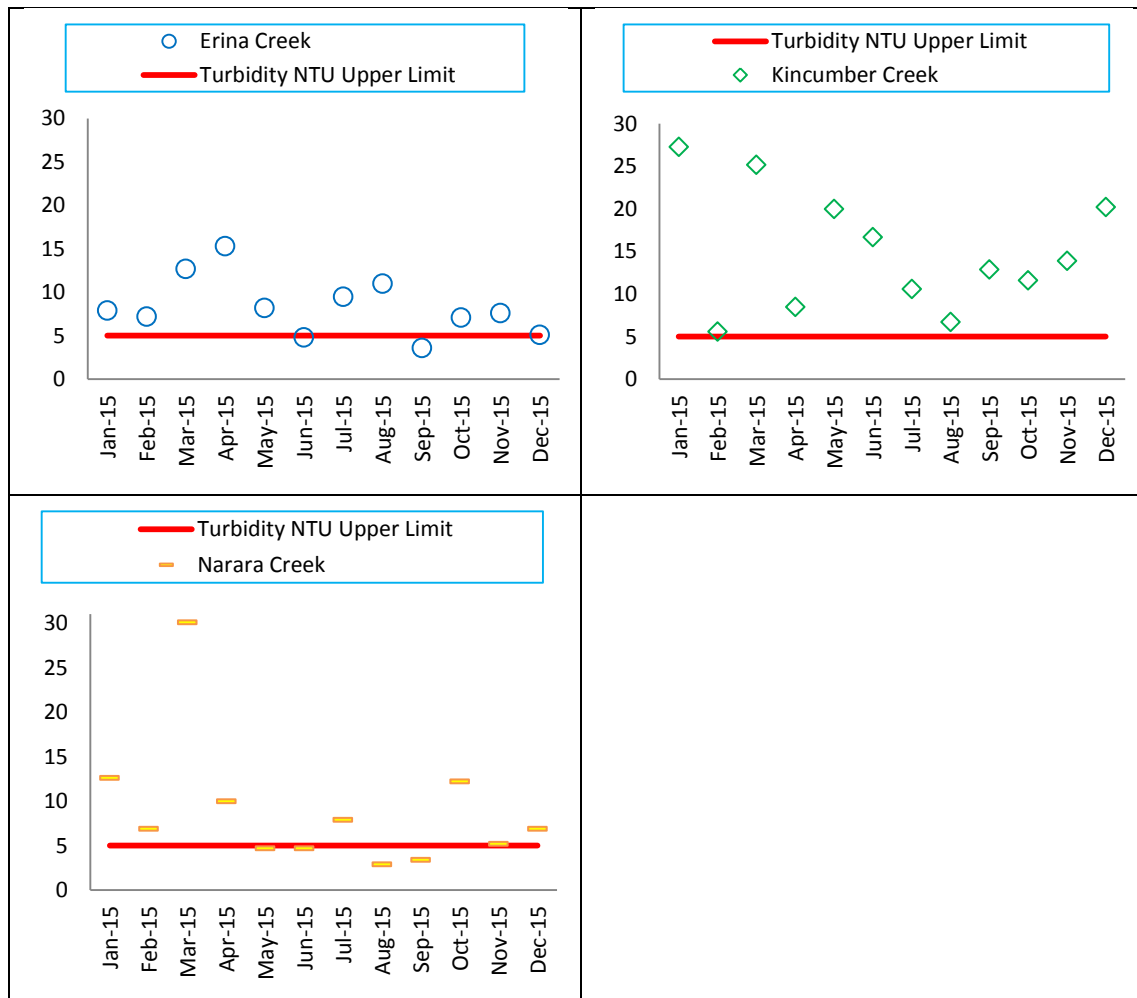 Erina Creek
Turbidity NTU Upper Limit
30
25
20
15
10
5
0
Jan-15
Feb-15
Mar-15
Apr-15
May-15
Jun-15
Jul-15
Aug-15
Sep-15
Oct-15
Nov-15
Dec-15
Turbidity NTU Upper Limit
Kincumber Creek
30
25
20
15
10
5
0
Jan-15
Feb-15
Mar-15
Apr-15
May-15
Jun-15
Jul-15
Aug-15
Sep-15
Oct-15
Nov-15
Dec-15
Turbidity NTU Upper Limit
Narara Creek
30
25
20
15
10
5
0
Jan-15
Feb-15
Mar-15
Apr-15
May-15
Jun-15
Jul-15
Aug-15
Sep-15
Oct-15
Nov-15
Dec-15